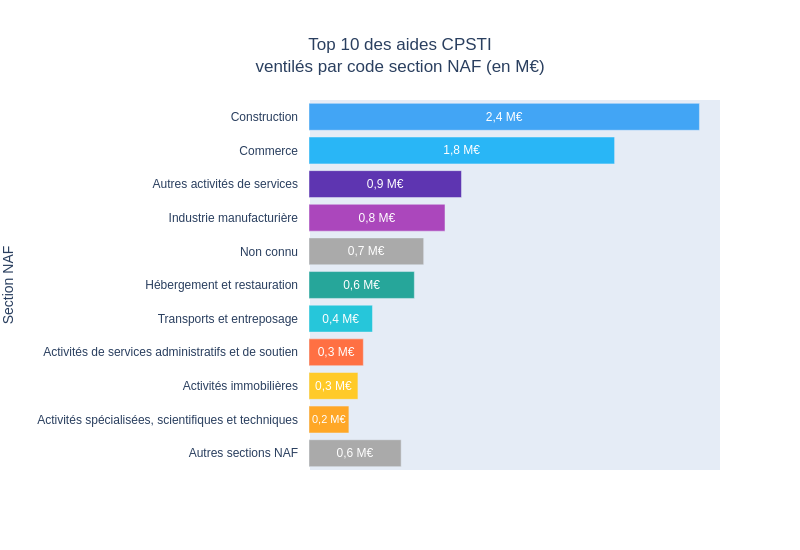 Top 10 des aides CPSTI
ventilés par code section NAF (en M€)
Section NAF
Construction 2,4 M€
Commerce 1,8 M€
Autres activités de services 0,9 M€
Industrie manufacturière 0,8 M€
Non connu 0,7 M€
Hébergement et restauration 0,6 M€
Transports et entreposage 0,4 M€
Activités de services administratifs et de soutien 0,3 M€
Activités immobilières 0,3 M€
Activités spécialisées, scientifiques et techniques 0,2 M€
Autres sections NAF 0,6 M€